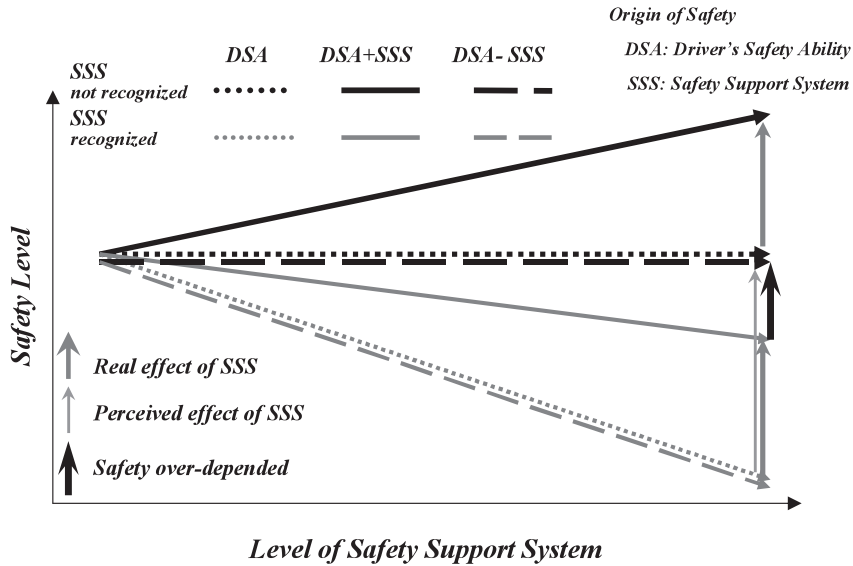 Origin of Safety
DSA: Driver's Safety Ability
SSS: Safety Support System
DSA DSA+SSS DSA- SSS
SSS
not recognized
SSS
recognized
Safety Level
Real effect of SSS
Perceived effect of SSS
Safety over-depended
Level of Safety Support System